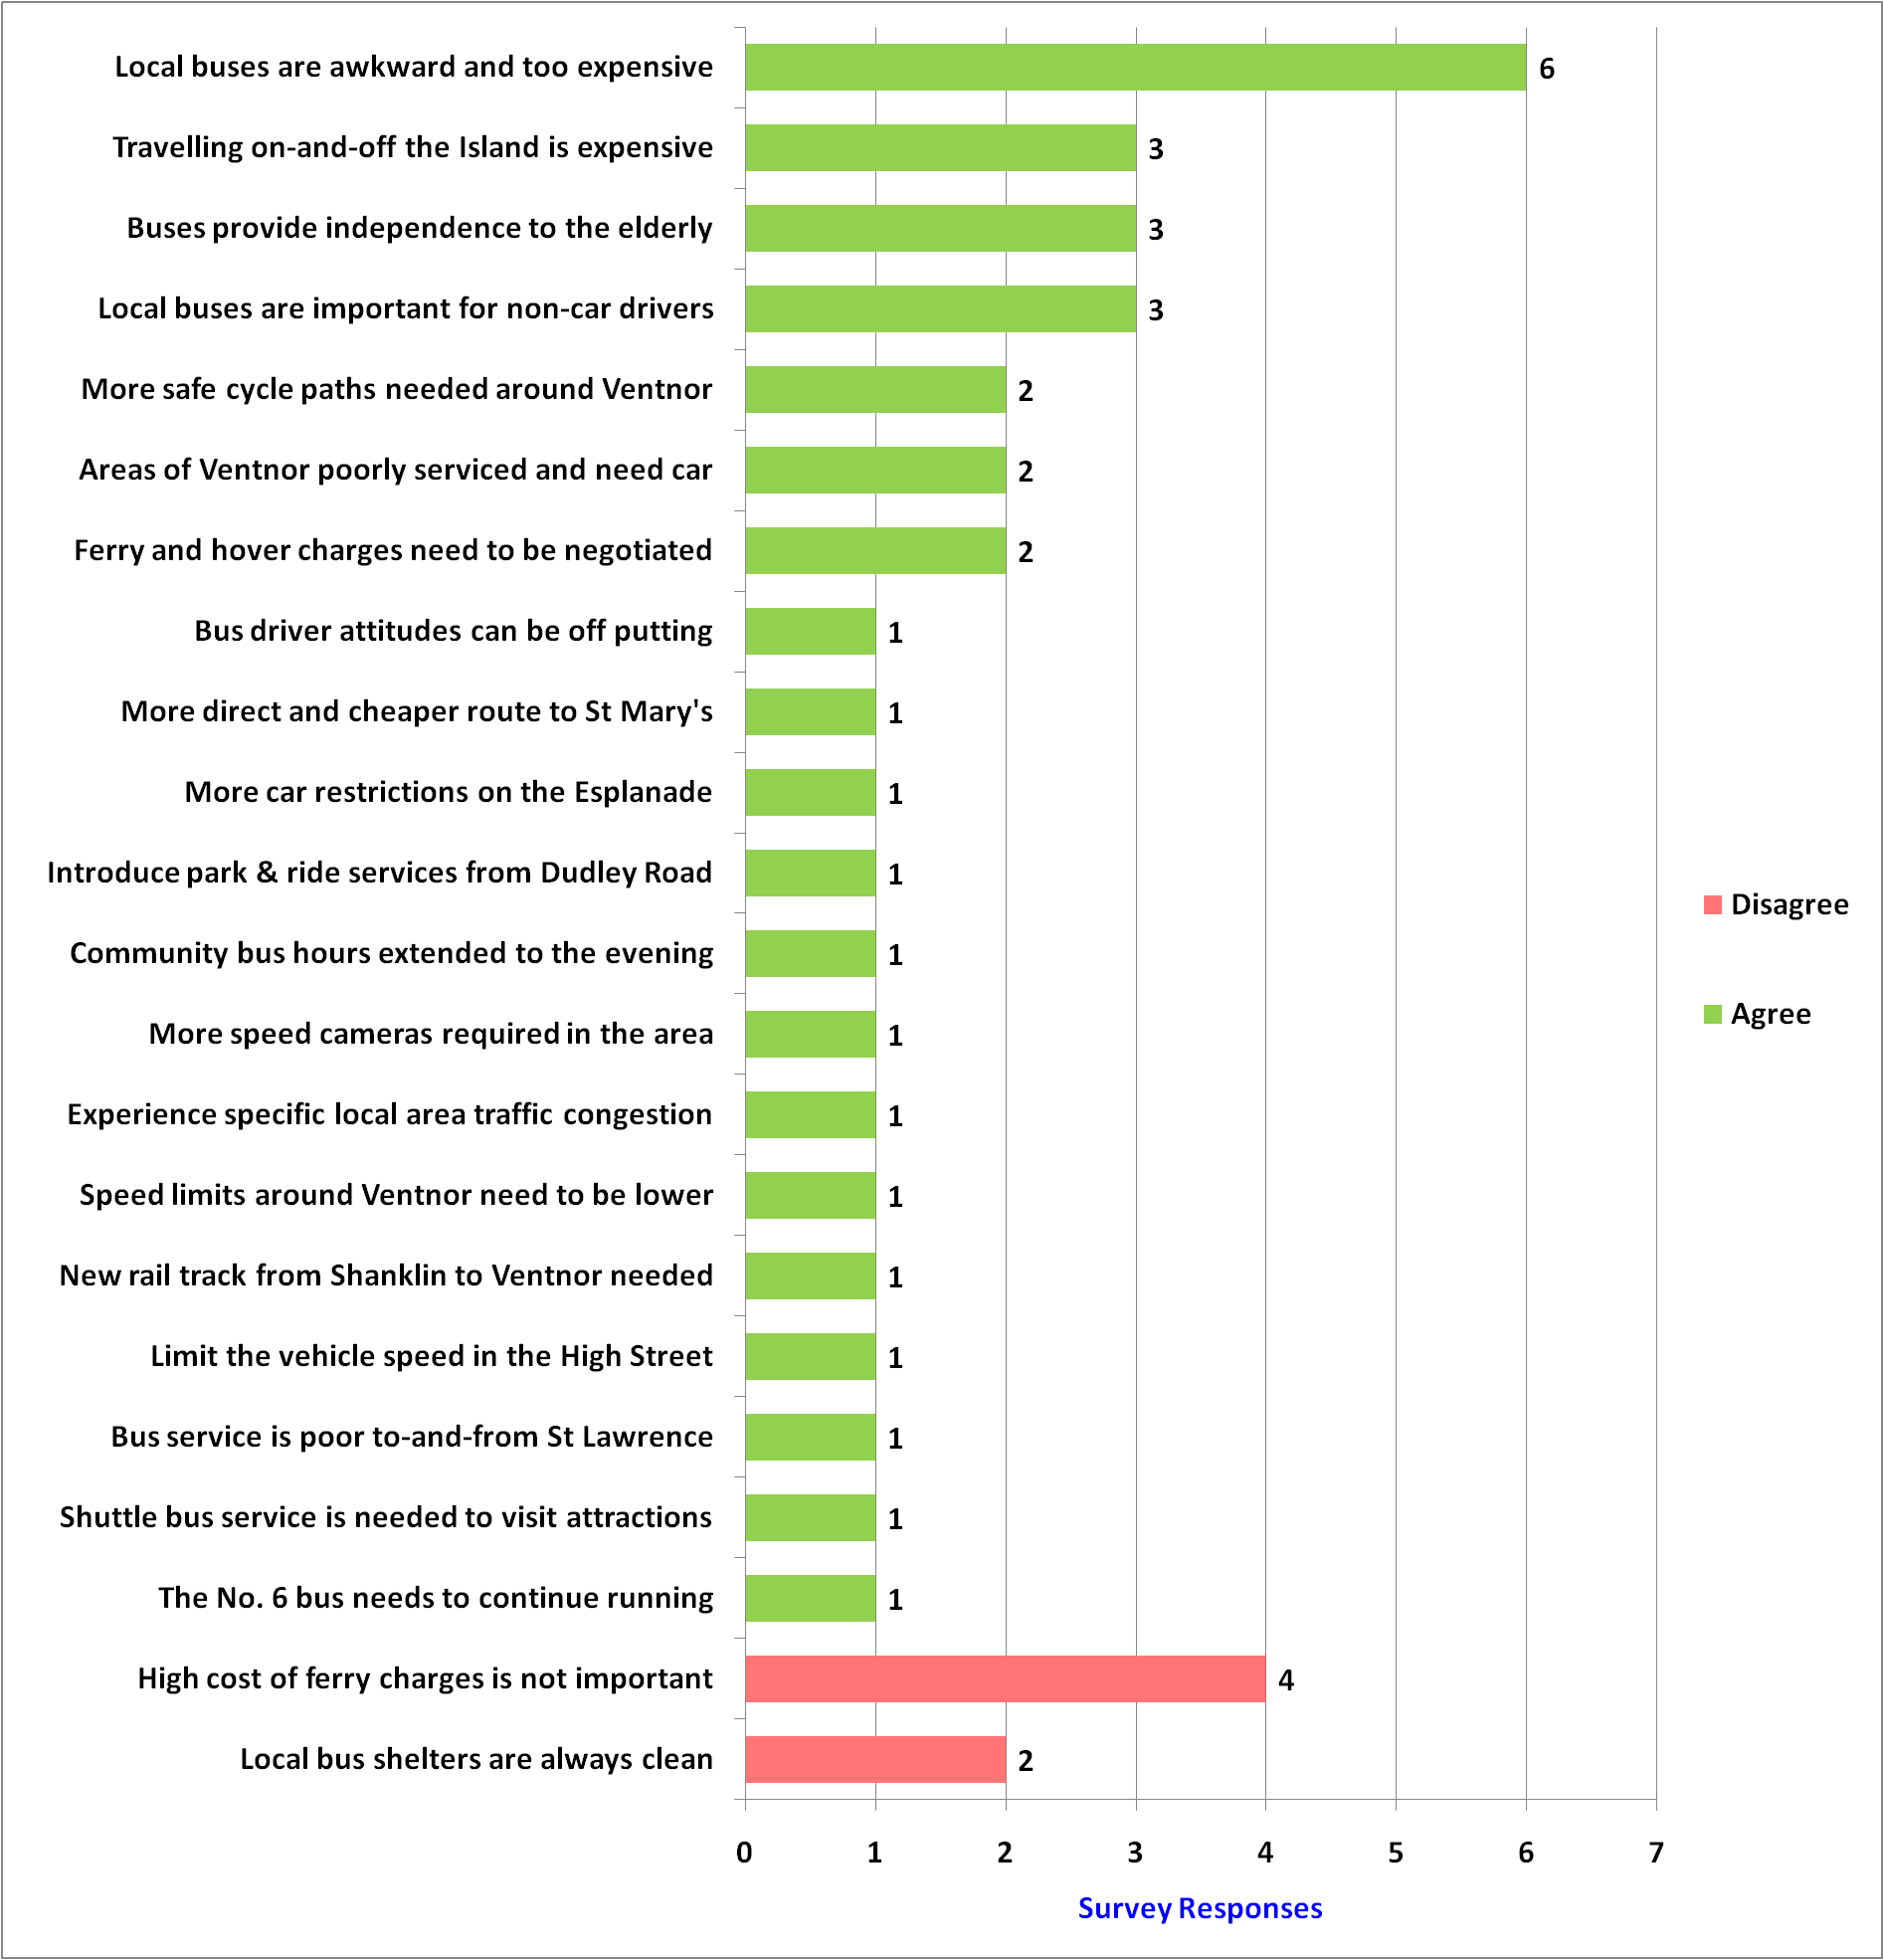 Local buses are awkward and too expensive 6
Travelling on-and-off the Island is expensive 3
Buses provide independence to the elderly 3
Local buses are important for non-car drivers 3
More safe cycle paths needed around Ventnor 2
Areas of Ventnor poorly serviced and need car 2
Ferry and hover charges need to be negotiated 2
Bus driver attitudes can be off putting 1
More direct and cheaper route to St Mary's 1
More car restrictions on the Esplanade 1
Introduce park & ride services from Dudley Road 1
Community bus hours extended to the evening 1
More speed cameras required in the area 1
Experience specific local area traffic congestion 1
Speed limits around Ventnor need to be lower 1
New rail track from Shanklin to Ventnor needed 1
Limit the vehicle speed in the High Street 1
Bus service is poor to-and-from St Lawrence 1
Shuttle bus service is needed to visit attractions 1
The No. 6 bus needs to continue running 1
High cost of ferry charges is not important 4
Local bus shelters are always clean 2
0 1 2 3 4 5 6 7
Survey Responses
Disagree
Agree